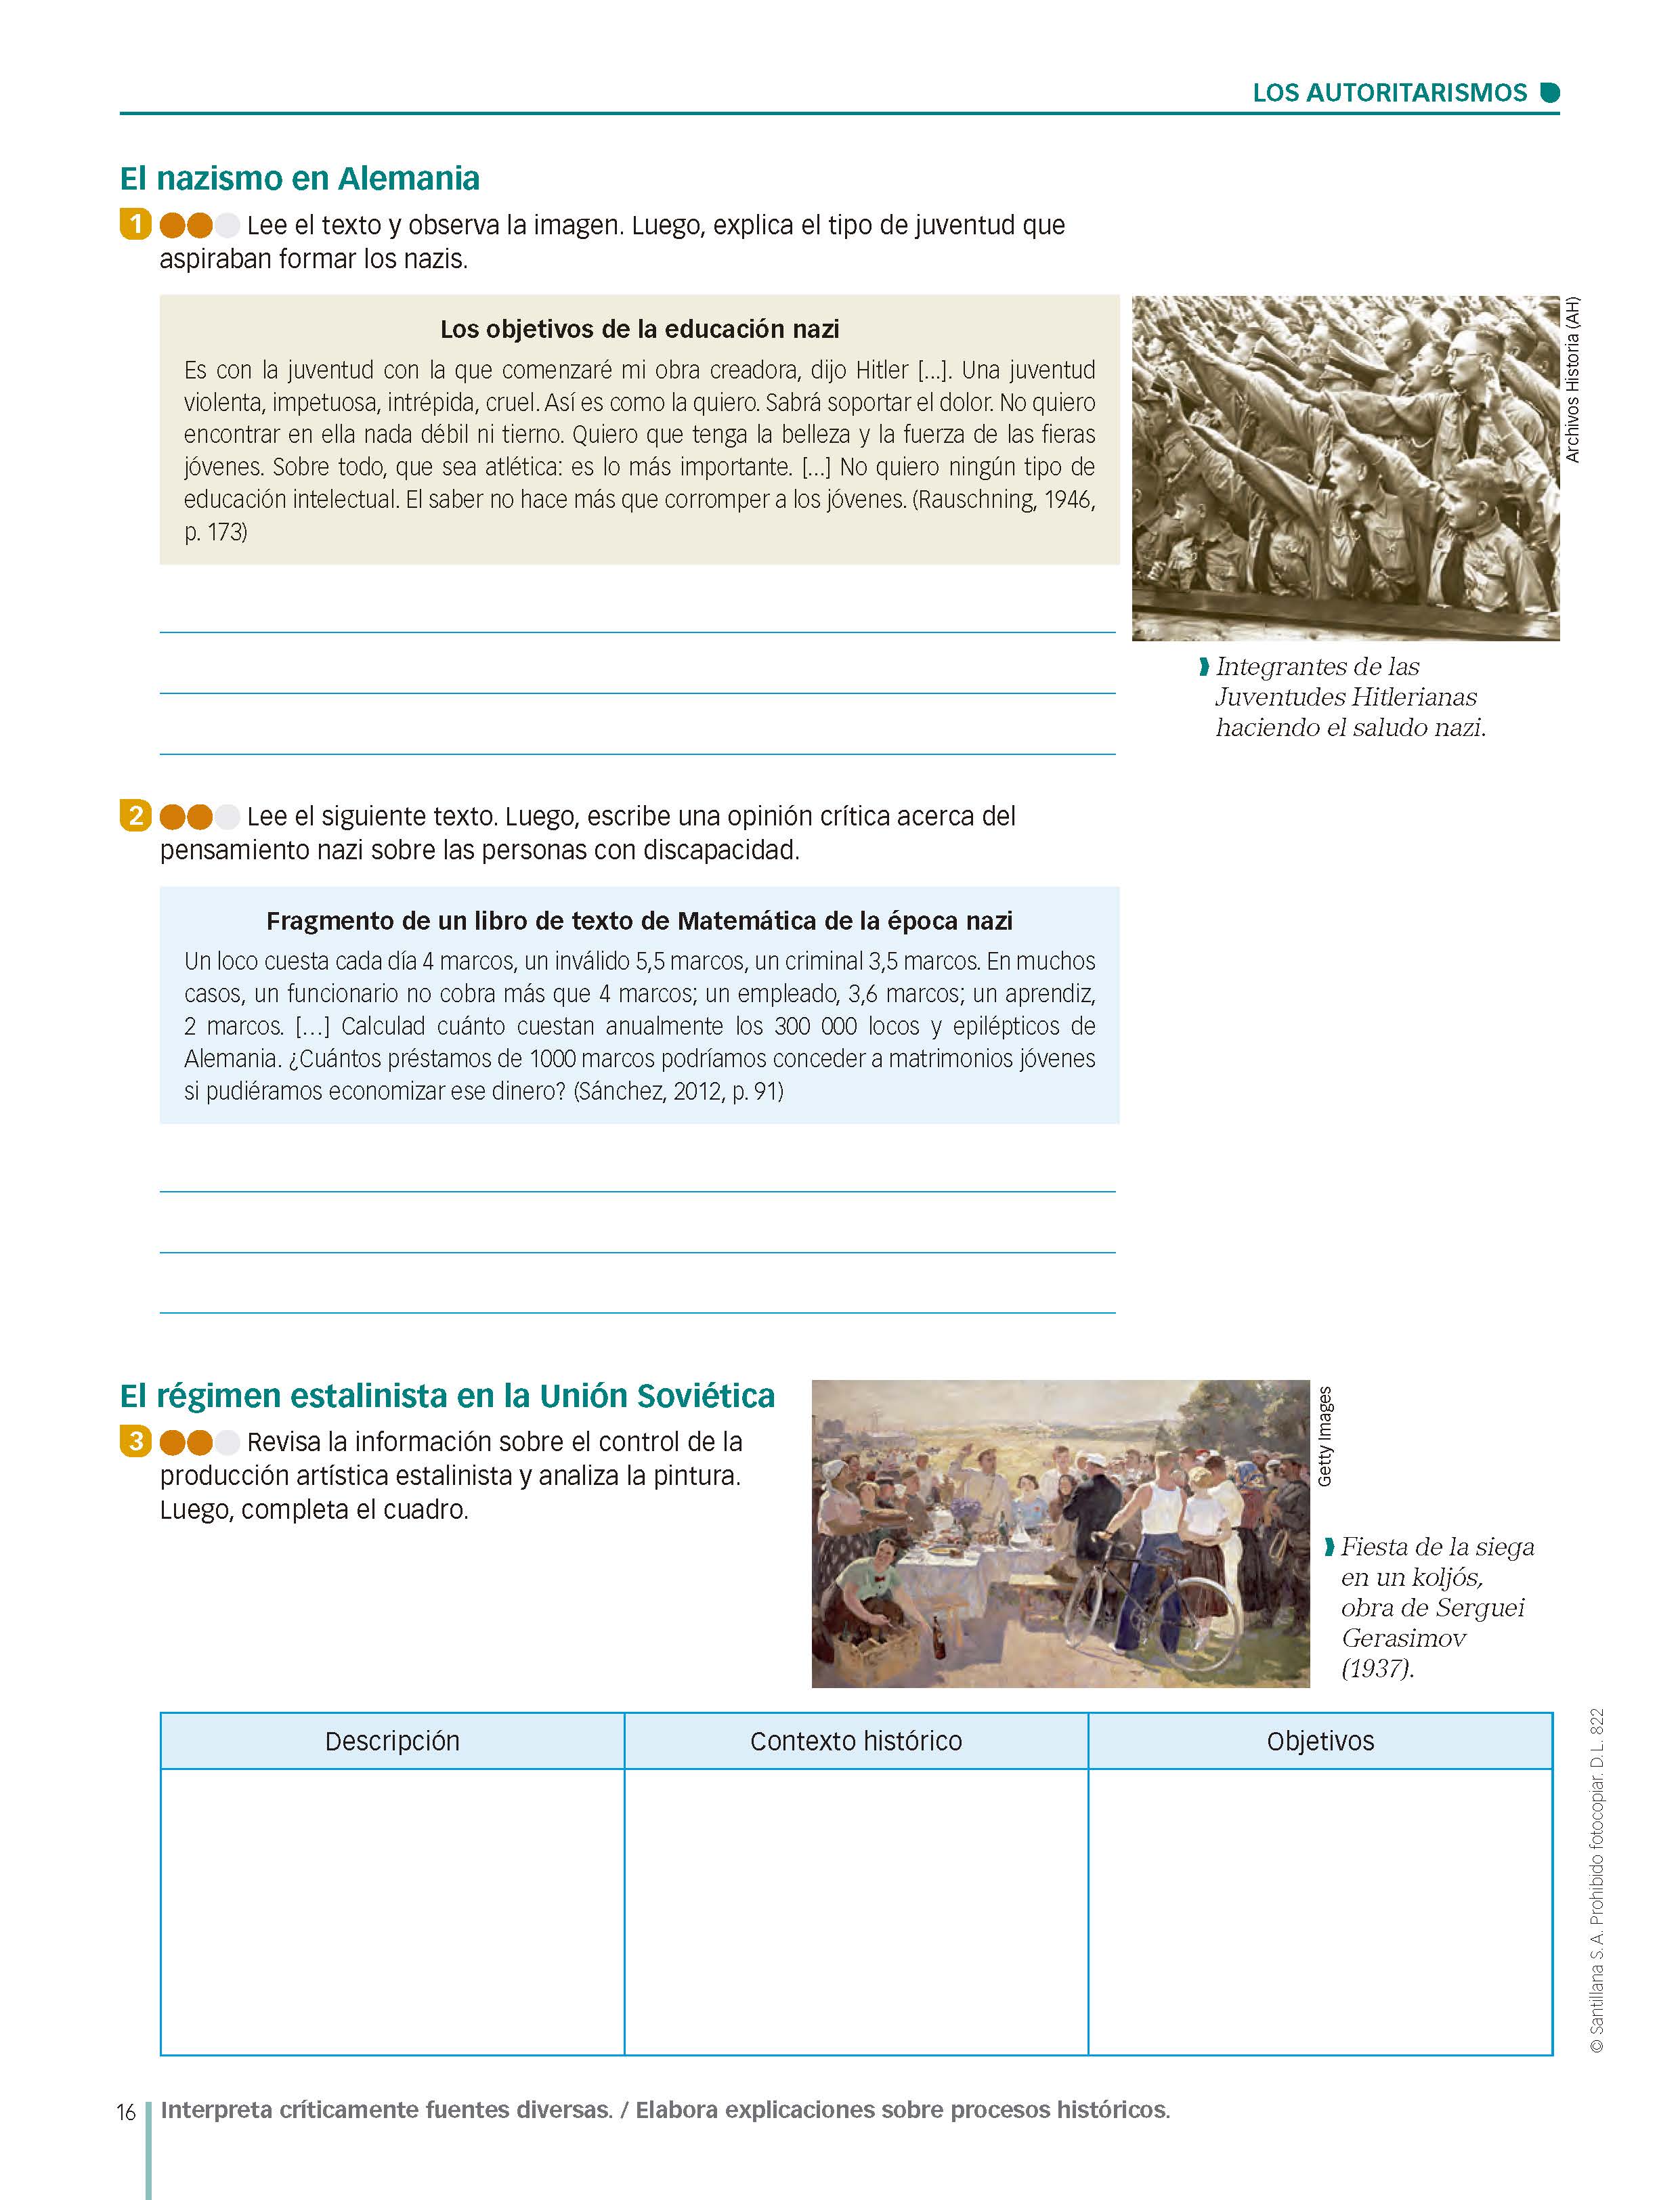 LOS AUTORITARISMOS
El nazismo en Alemania
1 Lee el texto y observa la imagen. Luego, explica el tipo de juventud que
aspiraban formar los nazis.
Los objetivos de la educación nazi
Es con la juventud con la que comenzaré mi obra creadora, dijo Hitler [...]. Una juventud
violenta, impetuosa, intrépida, cruel. Así es como la quiero. Sabrá soportar el dolor. No quiero
encontrar en ella nada débil ni tierno. Quiero que tenga la belleza y la fuerza de las fieras
jóvenes. Sobre todo, que sea atlética: es lo más importante. [...] No quiero ningún tipo de
educación intelectual. El saber no hace más que corromper a los jóvenes. (Rauschning, 1946,
p. 173)
Archivos Historia (AH)
Integrantes de las
Juventudes Hitlerianas
haciendo el saludo nazi.
2 Lee el siguiente texto. Luego, escribe una opinión crítica acerca del
pensamiento nazi sobre las personas con discapacidad.
Fragmento de un libro de texto de Matemática de la época nazi
Un loco cuesta cada día 4 marcos, un inválido 5,5 marcos, un criminal 3,5 marcos. En muchos
casos, un funcionario no cobra más que 4 marcos; un empleado, 3,6 marcos; un aprendiz,
2 marcos. [...] Calculad cuánto cuestan anualmente los 300 000 locos y epilépticos de
Alemania. ¿Cuántos préstamos de 1000 marcos podríamos conceder a matrimonios jóvenes
si pudiéramos economizar ese dinero? (Sánchez, 2012, p. 91)
El régimen estalinista en la Unión Soviética
3 Revisa la información sobre el control de la
producción artística estalinista y analiza la pintura.
Luego, completa el cuadro.
Getty Images
Fiesta de la siega
en un koljós,
obra de Serguei
Gerasimov
(1937).
Descripción Contexto histórico Objetivos
© Santillana S. A. Prohibido fotocopiar. D. L. 822
16 Interpreta críticamente fuentes diversas. / Elabora explicaciones sobre procesos históricos.